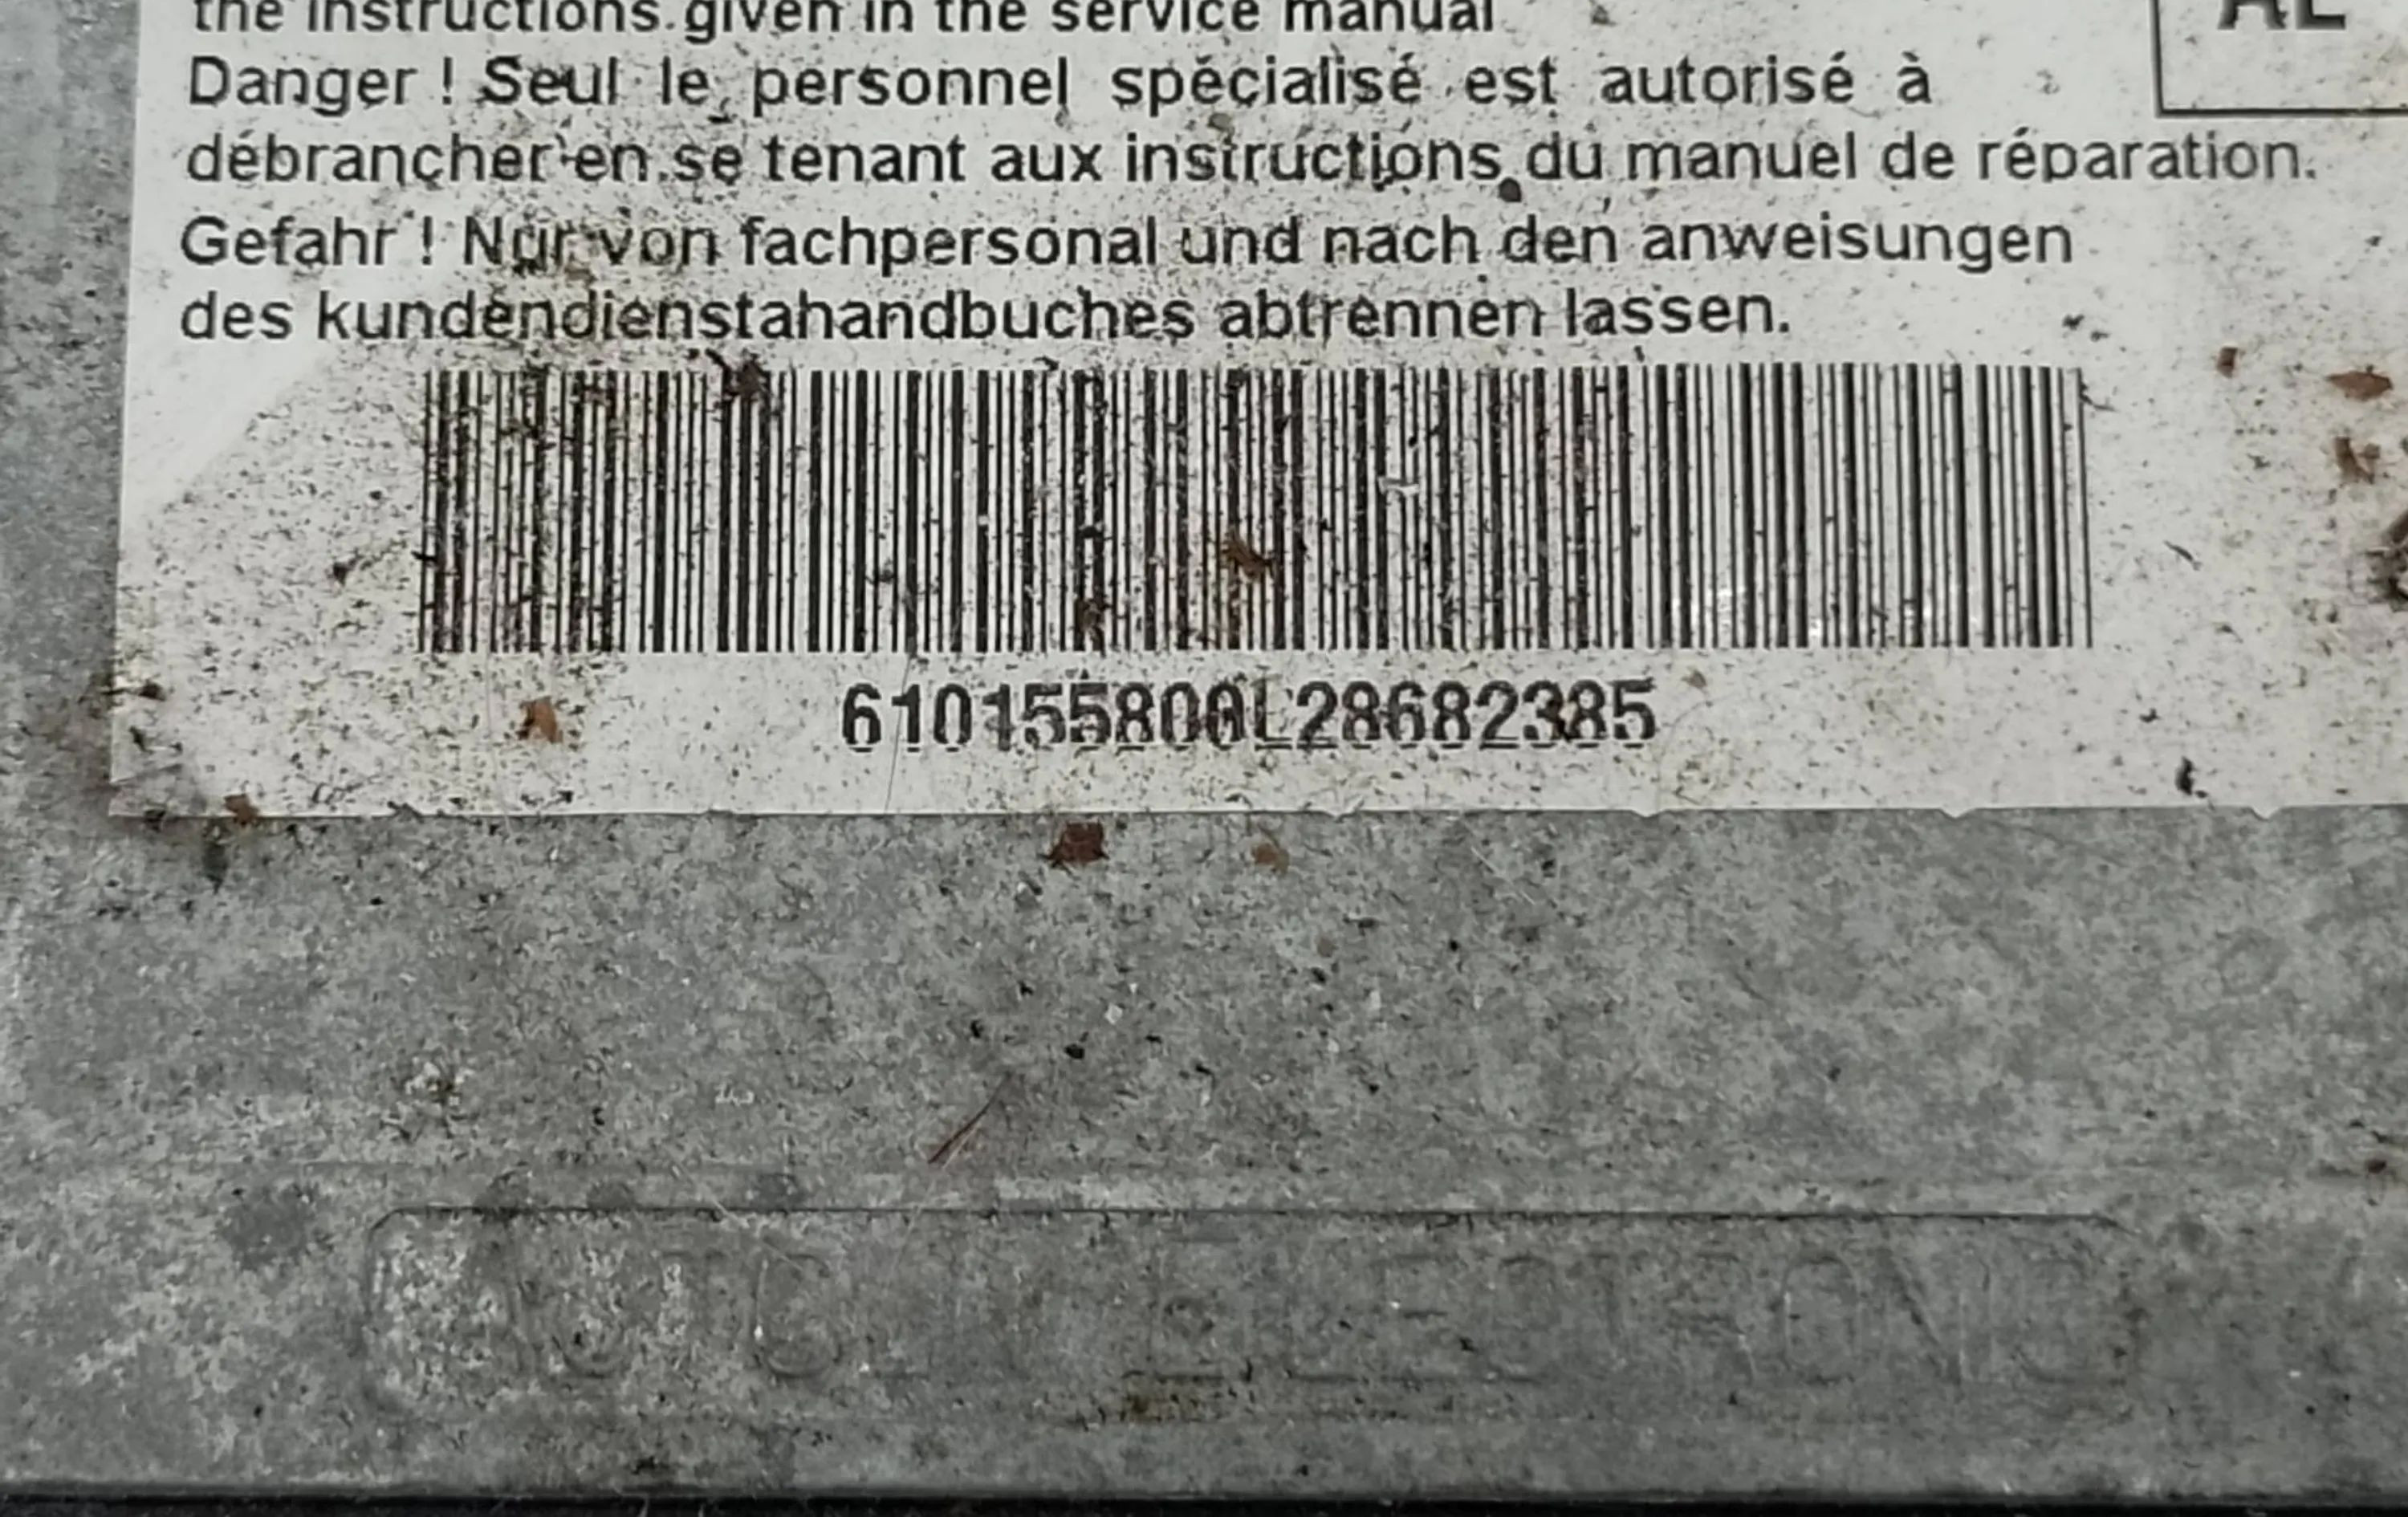 the instructions given in the service manual
AE
Danger ! Seul le personnel spécialisé est autorisé à
débrancher en se tenant aux instructions du manuel de réparation.
Gefahr ! Nur von fachpersonal und nach den anweisungen
des kundendienstahandbuches abtrennen lassen.
610155800L28682385